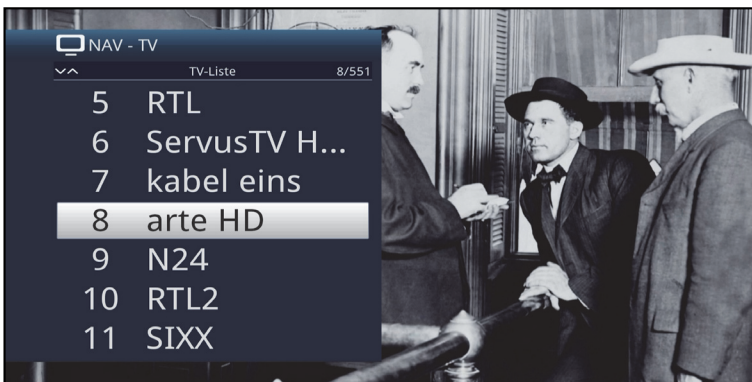 NAV - TV
TV-Liste 8/551
5 RTL
6 ServusTV H...
7 kabel eins
8 arte HD
9 N24
10 RTL2
11 SIXX